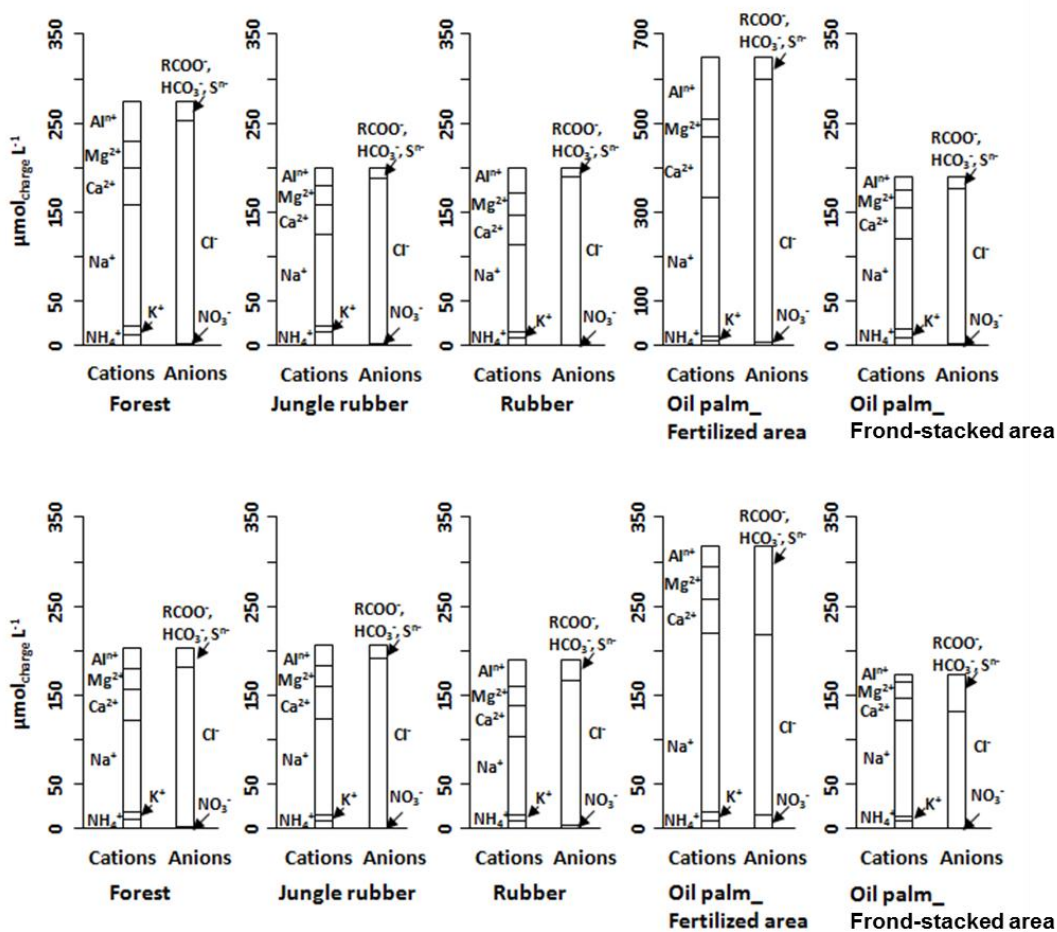 µmol_charge L⁻¹
350
250
150
50
0
Alⁿ⁺
Mg²⁺
Ca²⁺
Na⁺
K⁺
NH₄⁺
RCOO⁻,
HCO₃⁻, Sⁿ⁻
Cl⁻
NO₃⁻
Cations Anions
Forest
350
250
150
50
0
Alⁿ⁺
Mg²⁺
Ca²⁺
Na⁺
K⁺
NH₄⁺
RCOO⁻,
HCO₃⁻, Sⁿ⁻
Cl⁻
NO₃⁻
Cations Anions
Jungle rubber
350
250
150
50
0
Alⁿ⁺
Mg²⁺
Ca²⁺
Na⁺
K⁺
NH₄⁺
RCOO⁻,
HCO₃⁻, Sⁿ⁻
Cl⁻
NO₃⁻
Cations Anions
Rubber
700
500
300
100
0
Alⁿ⁺
Mg²⁺
Ca²⁺
Na⁺
K⁺
NH₄⁺
RCOO⁻,
HCO₃⁻, Sⁿ⁻
Cl⁻
NO₃⁻
Cations Anions
Oil palm_
Fertilized area
350
250
150
50
0
Alⁿ⁺
Mg²⁺
Ca²⁺
Na⁺
K⁺
NH₄⁺
RCOO⁻,
HCO₃⁻, Sⁿ⁻
Cl⁻
NO₃⁻
Cations Anions
Oil palm_
Frond-stacked area
µmol_charge L⁻¹
350
250
150
50
0
Alⁿ⁺
Mg²⁺
Ca²⁺
Na⁺
K⁺
NH₄⁺
RCOO⁻,
HCO₃⁻, Sⁿ⁻
Cl⁻
NO₃⁻
Cations Anions
Forest
350
250
150
50
0
Alⁿ⁺
Mg²⁺
Ca²⁺
Na⁺
K⁺
NH₄⁺
RCOO⁻,
HCO₃⁻, Sⁿ⁻
Cl⁻
NO₃⁻
Cations Anions
Jungle rubber
350
250
150
50
0
Alⁿ⁺
Mg²⁺
Ca²⁺
Na⁺
K⁺
NH₄⁺
RCOO⁻,
HCO₃⁻, Sⁿ⁻
Cl⁻
NO₃⁻
Cations Anions
Rubber
350
250
150
50
0
Alⁿ⁺
Mg²⁺
Ca²⁺
Na⁺
K⁺
NH₄⁺
RCOO⁻,
HCO₃⁻, Sⁿ⁻
Cl⁻
NO₃⁻
Cations Anions
Oil palm_
Fertilized area
350
250
150
50
0
Alⁿ⁺
Mg²⁺
Ca²⁺
Na⁺
K⁺
NH₄⁺
RCOO⁻,
HCO₃⁻, Sⁿ⁻
Cl⁻
NO₃⁻
Cations Anions
Oil palm_
Frond-stacked area